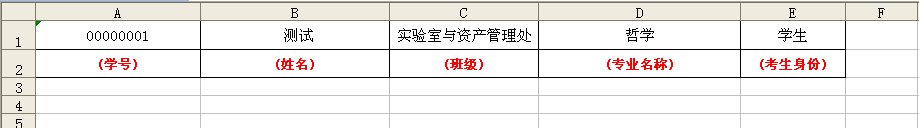 A B C D E F
1 00000001 测试 实验室与资产管理处 哲学 学生
2 (学号) (姓名) (班级) (专业名称) (考生身份)
3
4
5